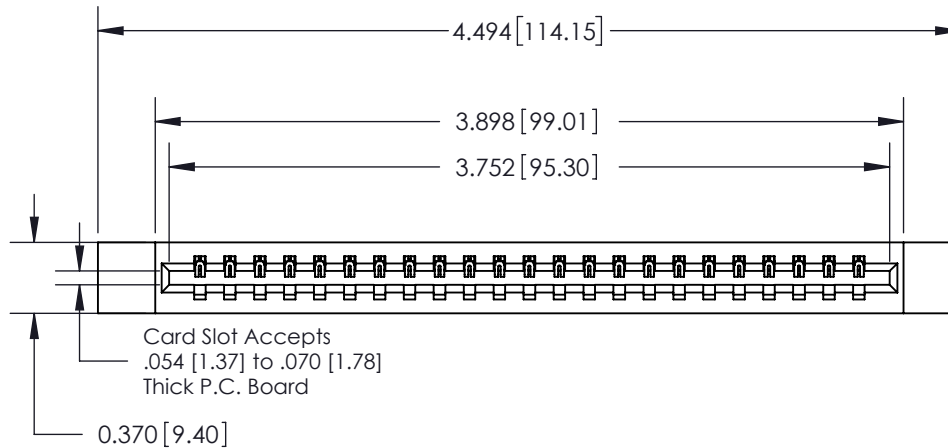 4.494[114.15]
3.898[99.01]
3.752[95.30]
Card Slot Accepts
.054 [1.37] to .070 [1.78]
Thick P.C. Board
0.370[9.40]